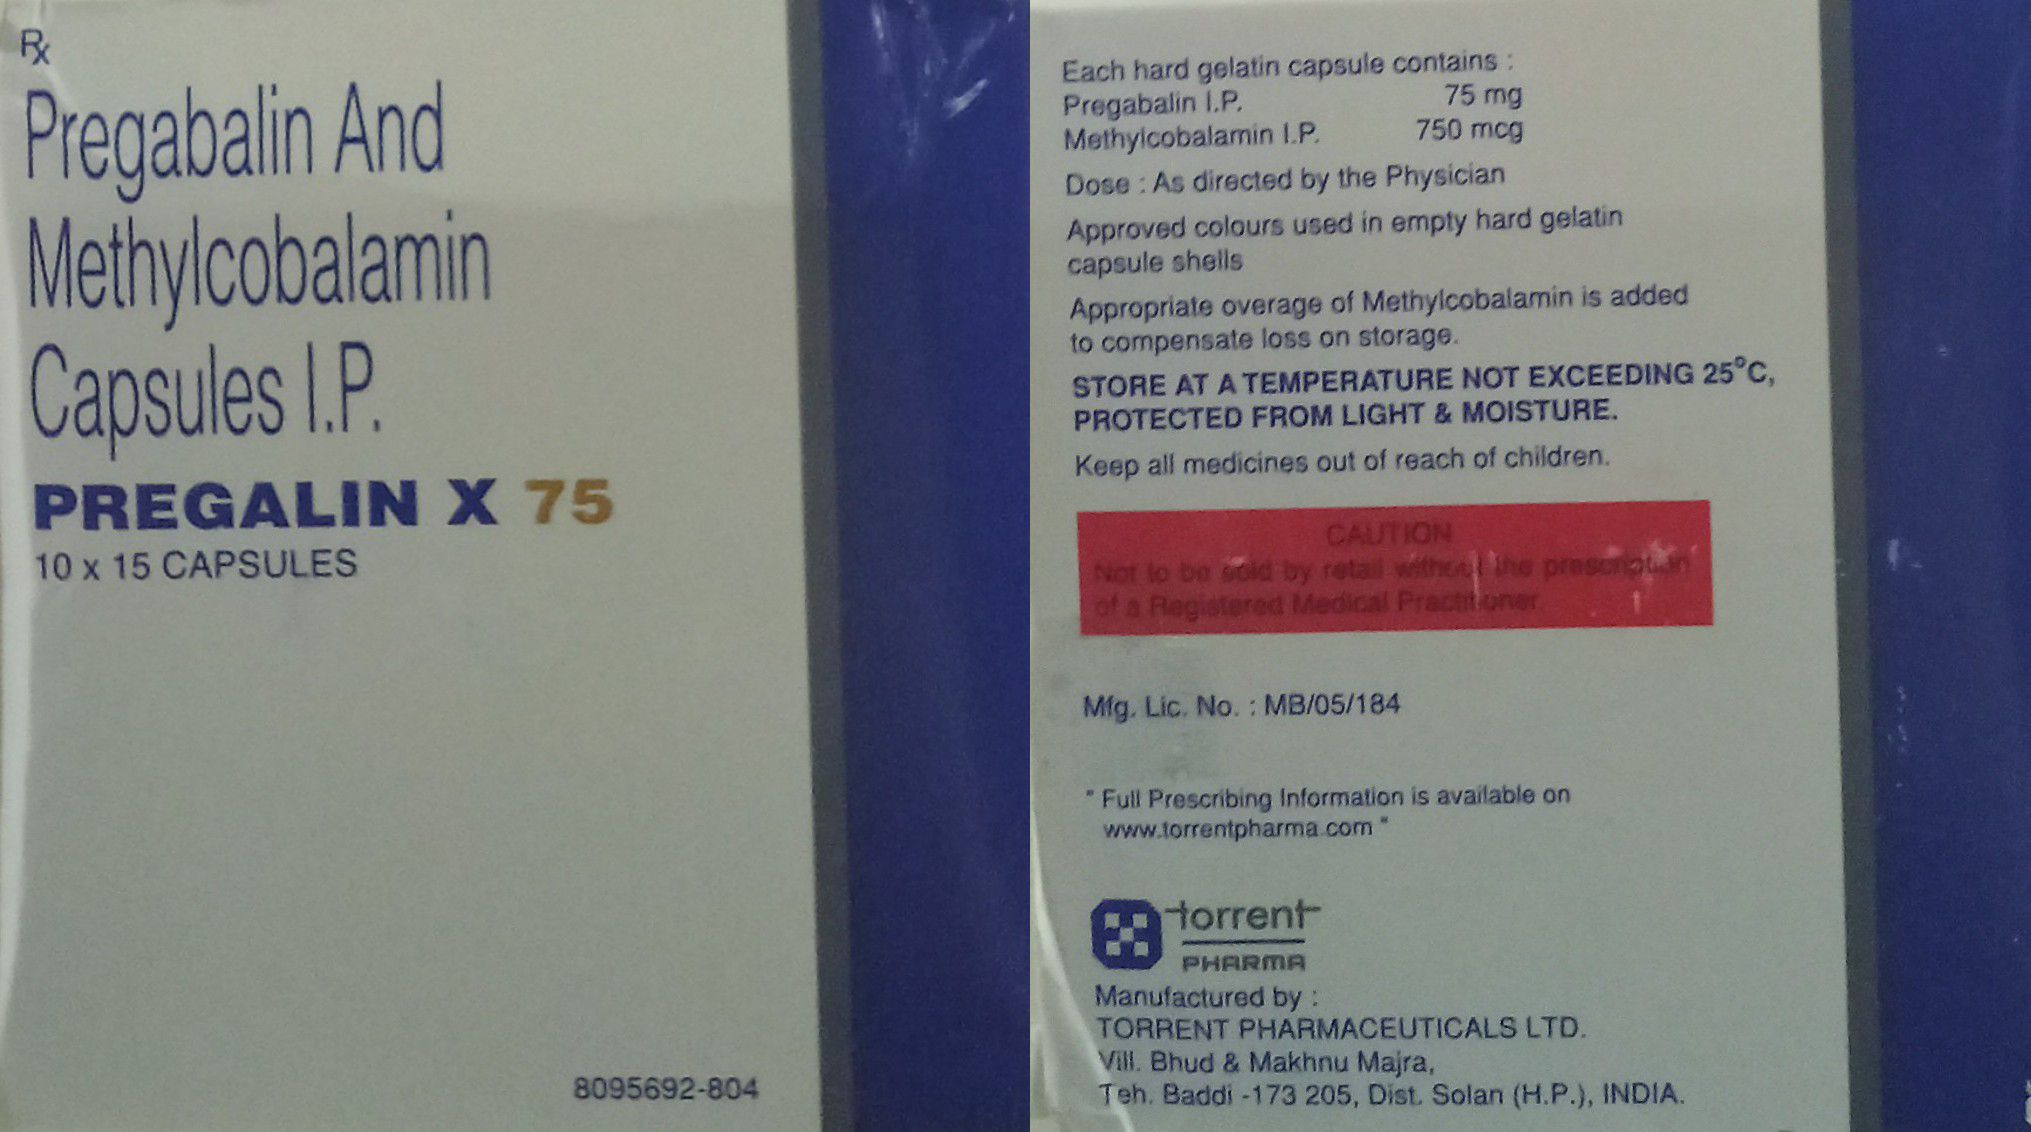 Rx
Pregabalin And
Methylcobalamin
Capsules I.P.
PREGALIN X 75
10 x 15 CAPSULES
8095692-804
Each hard gelatin capsule contains :
Pregabalin I.P. 75 mg
Methylcobalamin I.P. 750 mcg
Dose : As directed by the Physician
Approved colours used in empty hard gelatin
capsule shells
Appropriate overage of Methylcobalamin is added
to compensate loss on storage.
STORE AT A TEMPERATURE NOT EXCEEDING 25°C,
PROTECTED FROM LIGHT & MOISTURE.
Keep all medicines out of reach of children.
CAUTION
Not to be sold by retail without the prescription
of a Registered Medical Practitioner.
Mfg. Lic. No. : MB/05/184
" Full Prescribing Information is available on
www.torrentpharma.com "
torrent
PHARMA
Manufactured by :
TORRENT PHARMACEUTICALS LTD.
Vill. Bhud & Makhnu Majra,
Teh. Baddi -173 205, Dist. Solan (H.P.), INDIA.